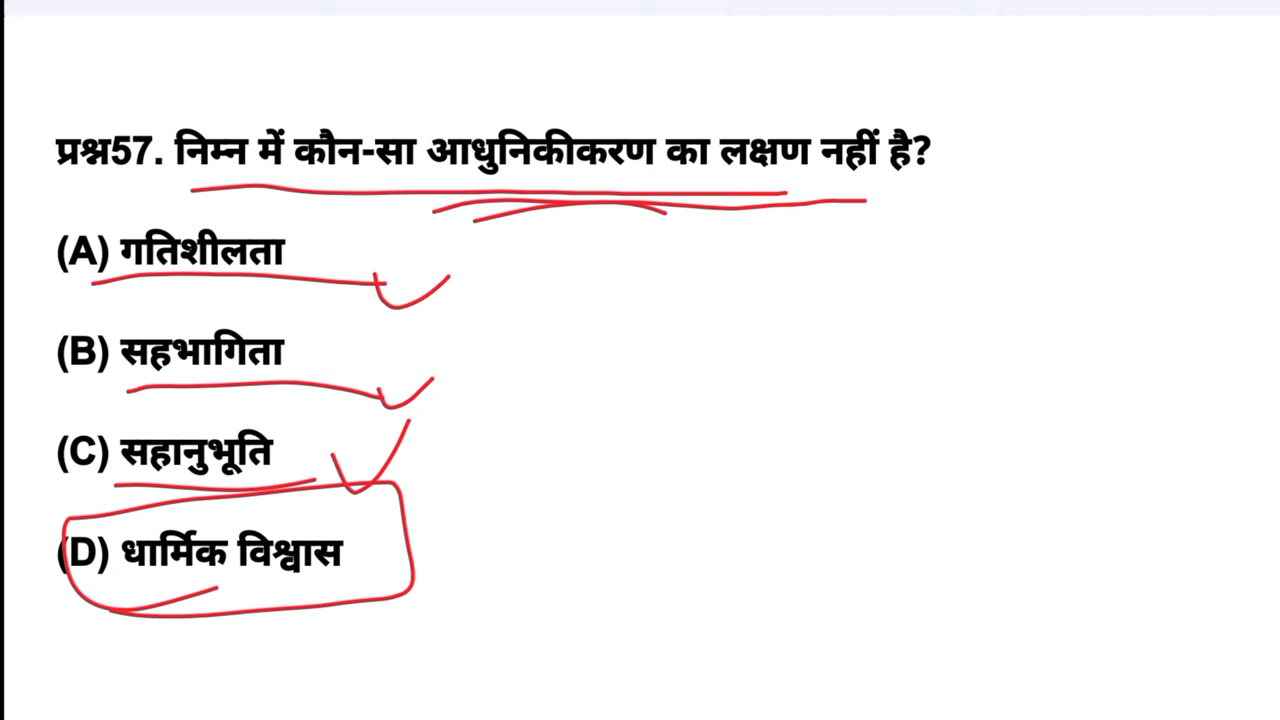 प्रश्न57. निम्न में कौन-सा आधुनिकीकरण का लक्षण नहीं है?
(A) गतिशीलता
(B) सहभागिता
(C) सहानुभूति
(D) धार्मिक विश्वास